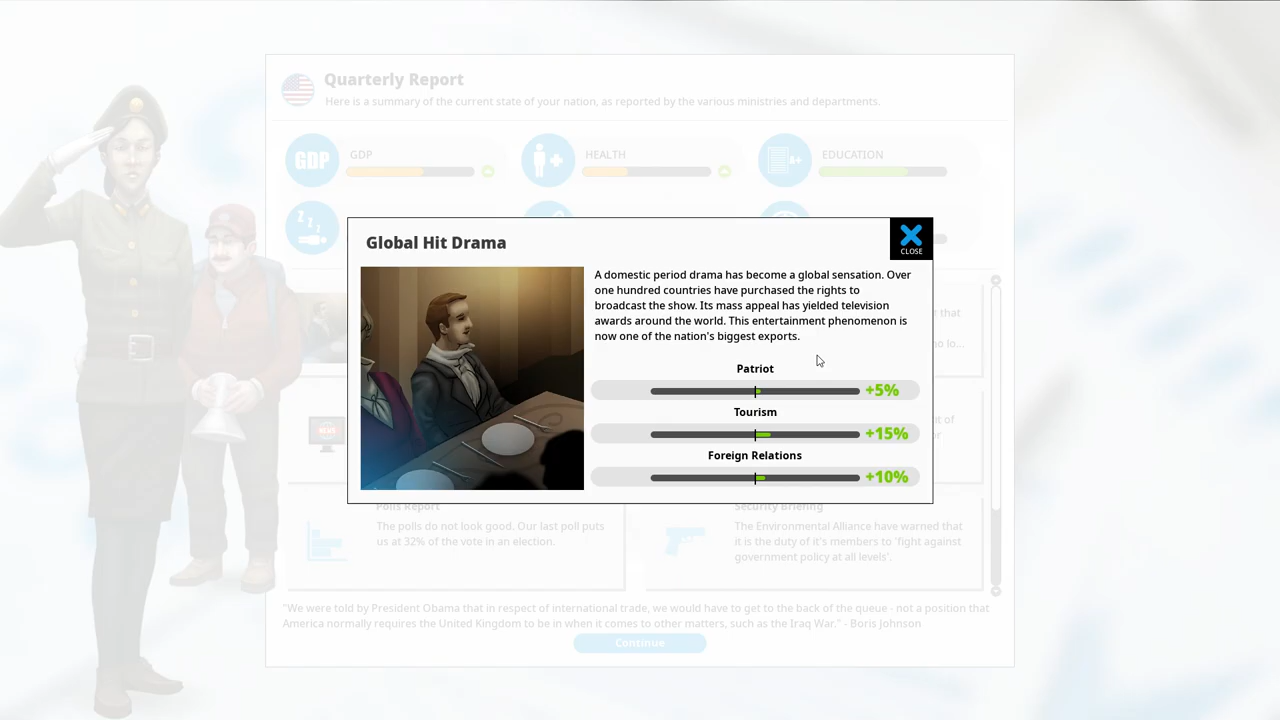 Quarterly Report
Here is a summary of the current state of your nation, as reported by the various ministries and departments.
GDP
GDP
HEALTH
EDUCATION
Global Hit Drama
CLOSE
A domestic period drama has become a global sensation. Over
one hundred countries have purchased the rights to
broadcast the show. Its mass appeal has yielded television
awards around the world. This entertainment phenomenon is
now one of the nation's biggest exports.
Patriot
+5%
Tourism
+15%
Foreign Relations
+10%
that
no lo...
NEWS
nt of
or
Polls Report
The polls do not look good. Our last poll puts
us at 32% of the vote in an election.
Security Briefing
The Environmental Alliance have warned that
it is the duty of it's members to 'fight against
government policy at all levels'.
"We were told by President Obama that in respect of international trade, we would have to get to the back of the queue - not a position that
America normally requires the United Kingdom to be in when it comes to other matters, such as the Iraq War." - Boris Johnson
Continue